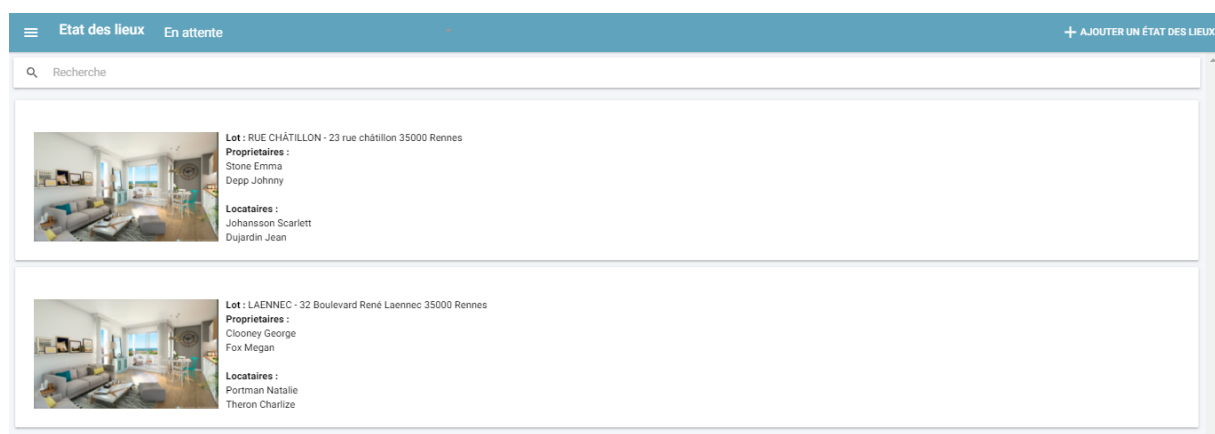 Etat des lieux En attente + AJOUTER UN ÉTAT DES LIEUX
Recherche
Lot : RUE CHÂTILLON - 23 rue châtillon 35000 Rennes
Proprietaires :
Stone Emma
Depp Johnny
Locataires :
Johansson Scarlett
Dujardin Jean
Lot : LAENNEC - 32 Boulevard René Laennec 35000 Rennes
Proprietaires :
Clooney George
Fox Megan
Locataires :
Portman Natalie
Theron Charlize